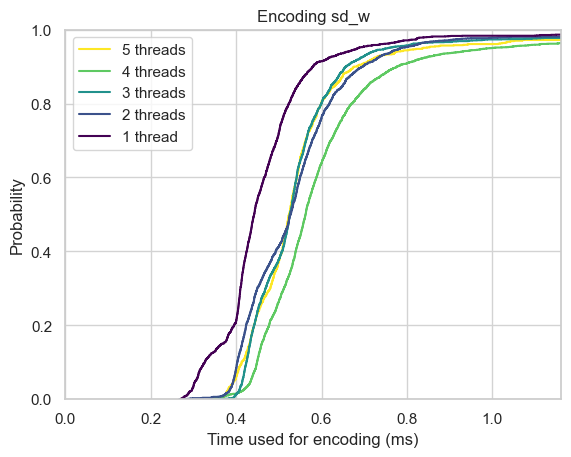 Encoding sd_w
1.0
0.8
0.6
0.4
0.2
0.0
Probability
5 threads
4 threads
3 threads
2 threads
1 thread
0.0 0.2 0.4 0.6 0.8 1.0
Time used for encoding (ms)